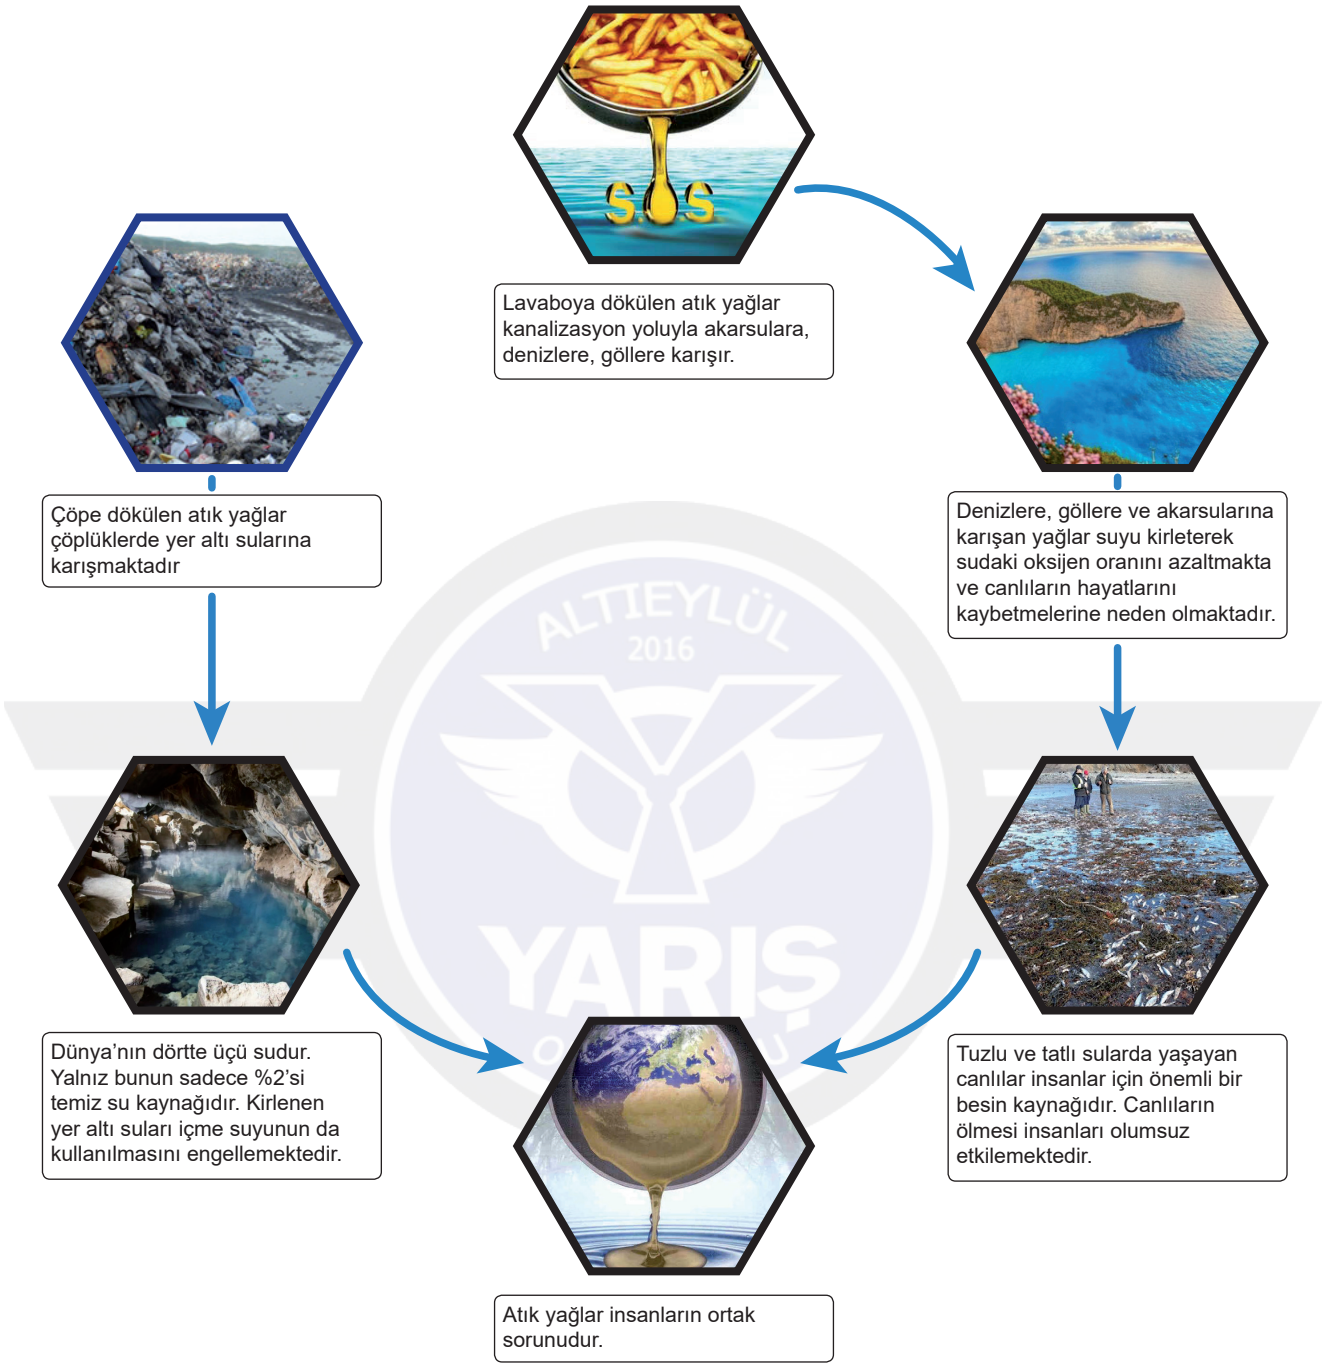 S.O.S
Lavaboya dökülen atık yağlar
kanalizasyon yoluyla akarsulara,
denizlere, göllere karışır.
Çöpe dökülen atık yağlar
çöplüklerde yer altı sularına
karışmaktadır
Denizlere, göllere ve akarsularına
karışan yağlar suyu kirleterek
sudaki oksijen oranını azaltmakta
ve canlıların hayatlarını
kaybetmelerine neden olmaktadır.
ALTIEYLÜL
2016
YARIŞ
Dünya’nın dörtte üçü sudur.
Yalnız bunun sadece %2’si
temiz su kaynağıdır. Kirlenen
yer altı suları içme suyunun da
kullanılmasını engellemektedir.
Tuzlu ve tatlı sularda yaşayan
canlılar insanlar için önemli bir
besin kaynağıdır. Canlıların
ölmesi insanları olumsuz
etkilemektedir.
Atık yağlar insanların ortak
sorunudur.